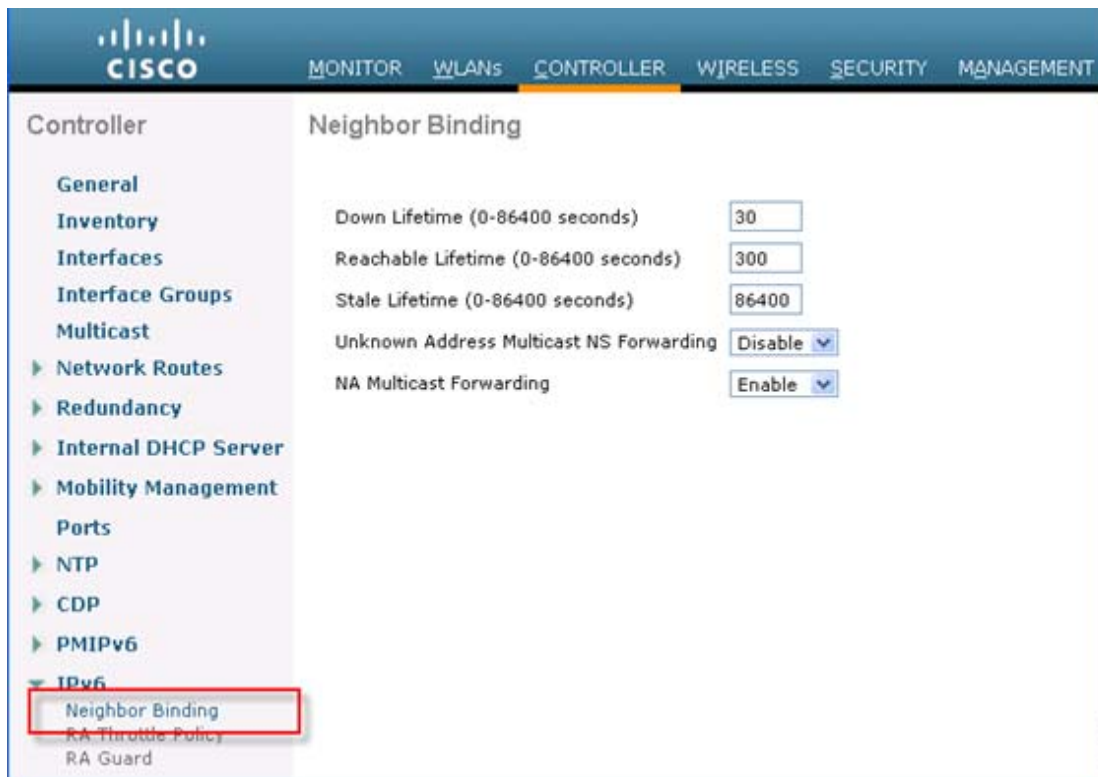 CISCO
MONITOR WLANs CONTROLLER WIRELESS SECURITY MANAGEMENT
Controller
General
Inventory
Interfaces
Interface Groups
Multicast
Network Routes
Redundancy
Internal DHCP Server
Mobility Management
Ports
NTP
CDP
PMIPv6
IPv6
Neighbor Binding
RA Throttle Policy
RA Guard
Neighbor Binding
Down Lifetime (0-86400 seconds) 30
Reachable Lifetime (0-86400 seconds) 300
Stale Lifetime (0-86400 seconds) 86400
Unknown Address Multicast NS Forwarding Disable
NA Multicast Forwarding Enable